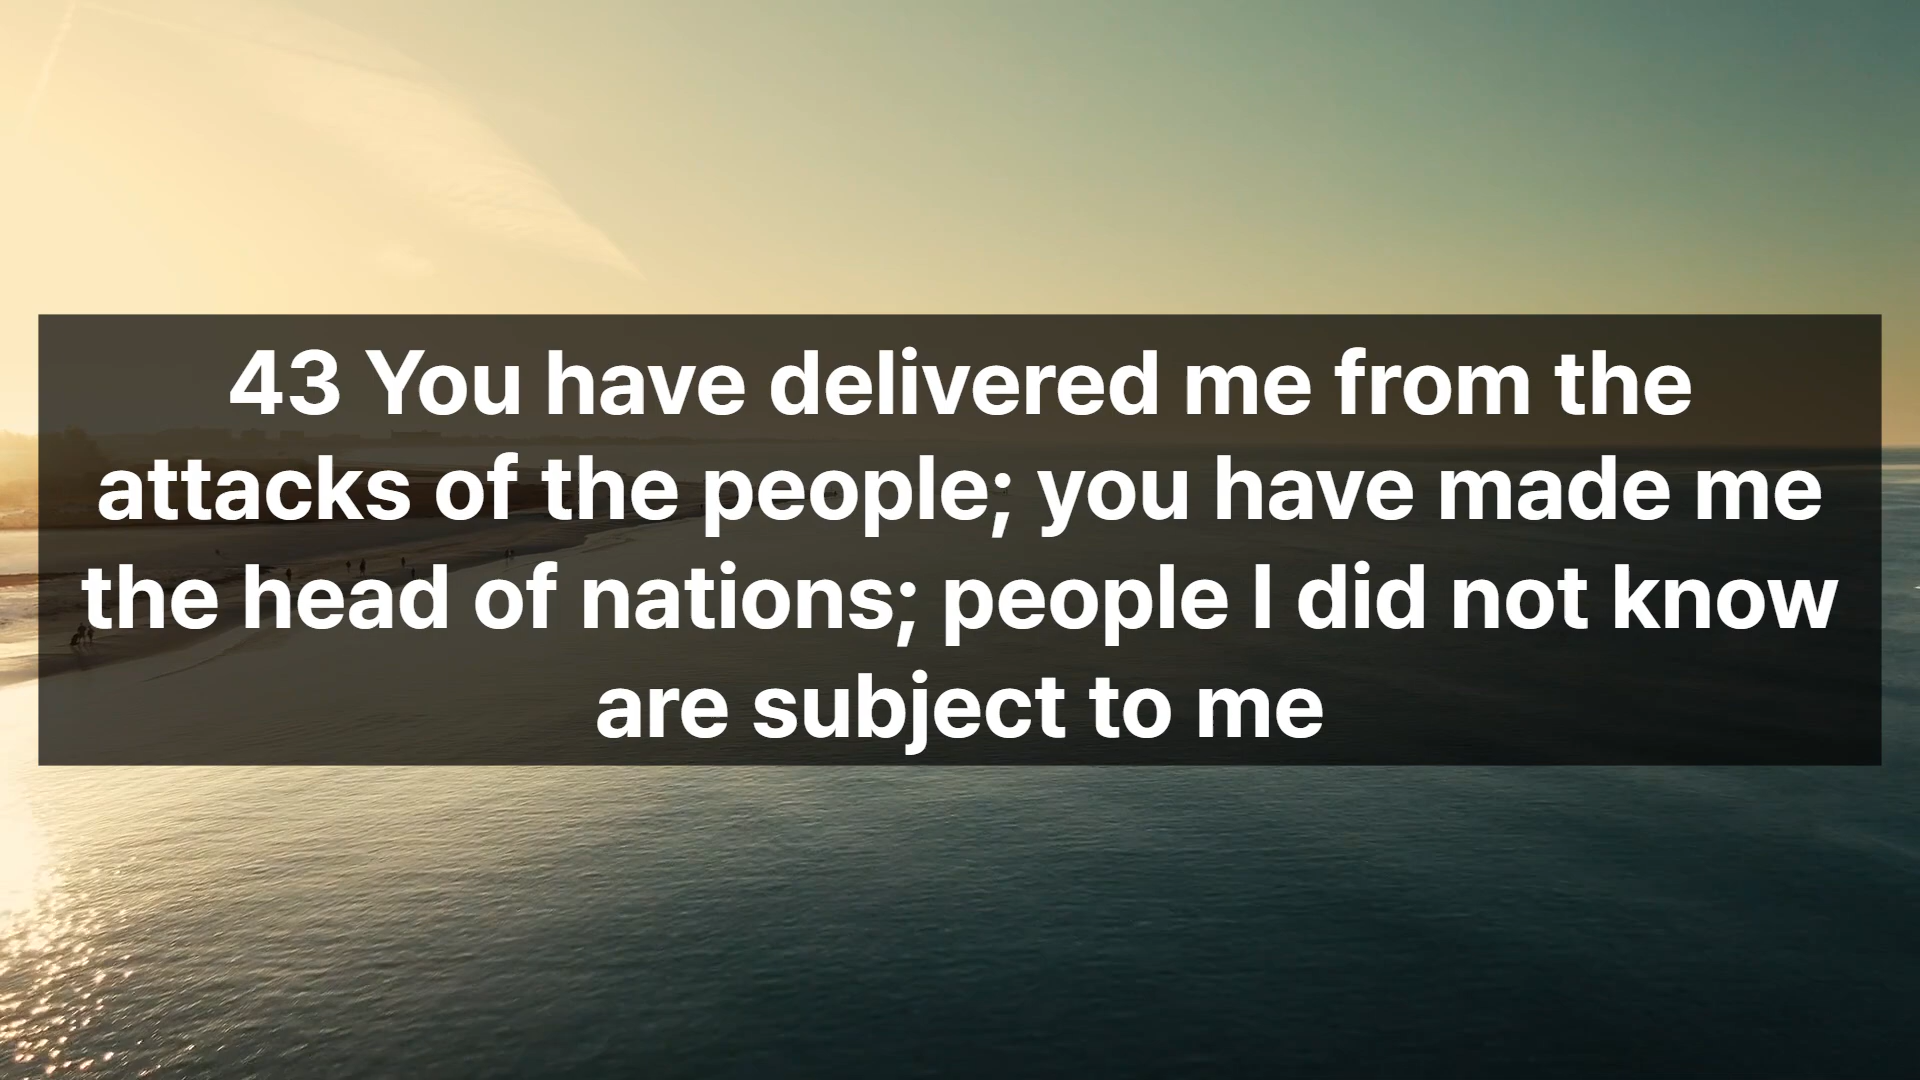 43 You have delivered me from the
attacks of the people; you have made me
the head of nations; people I did not know
are subject to me